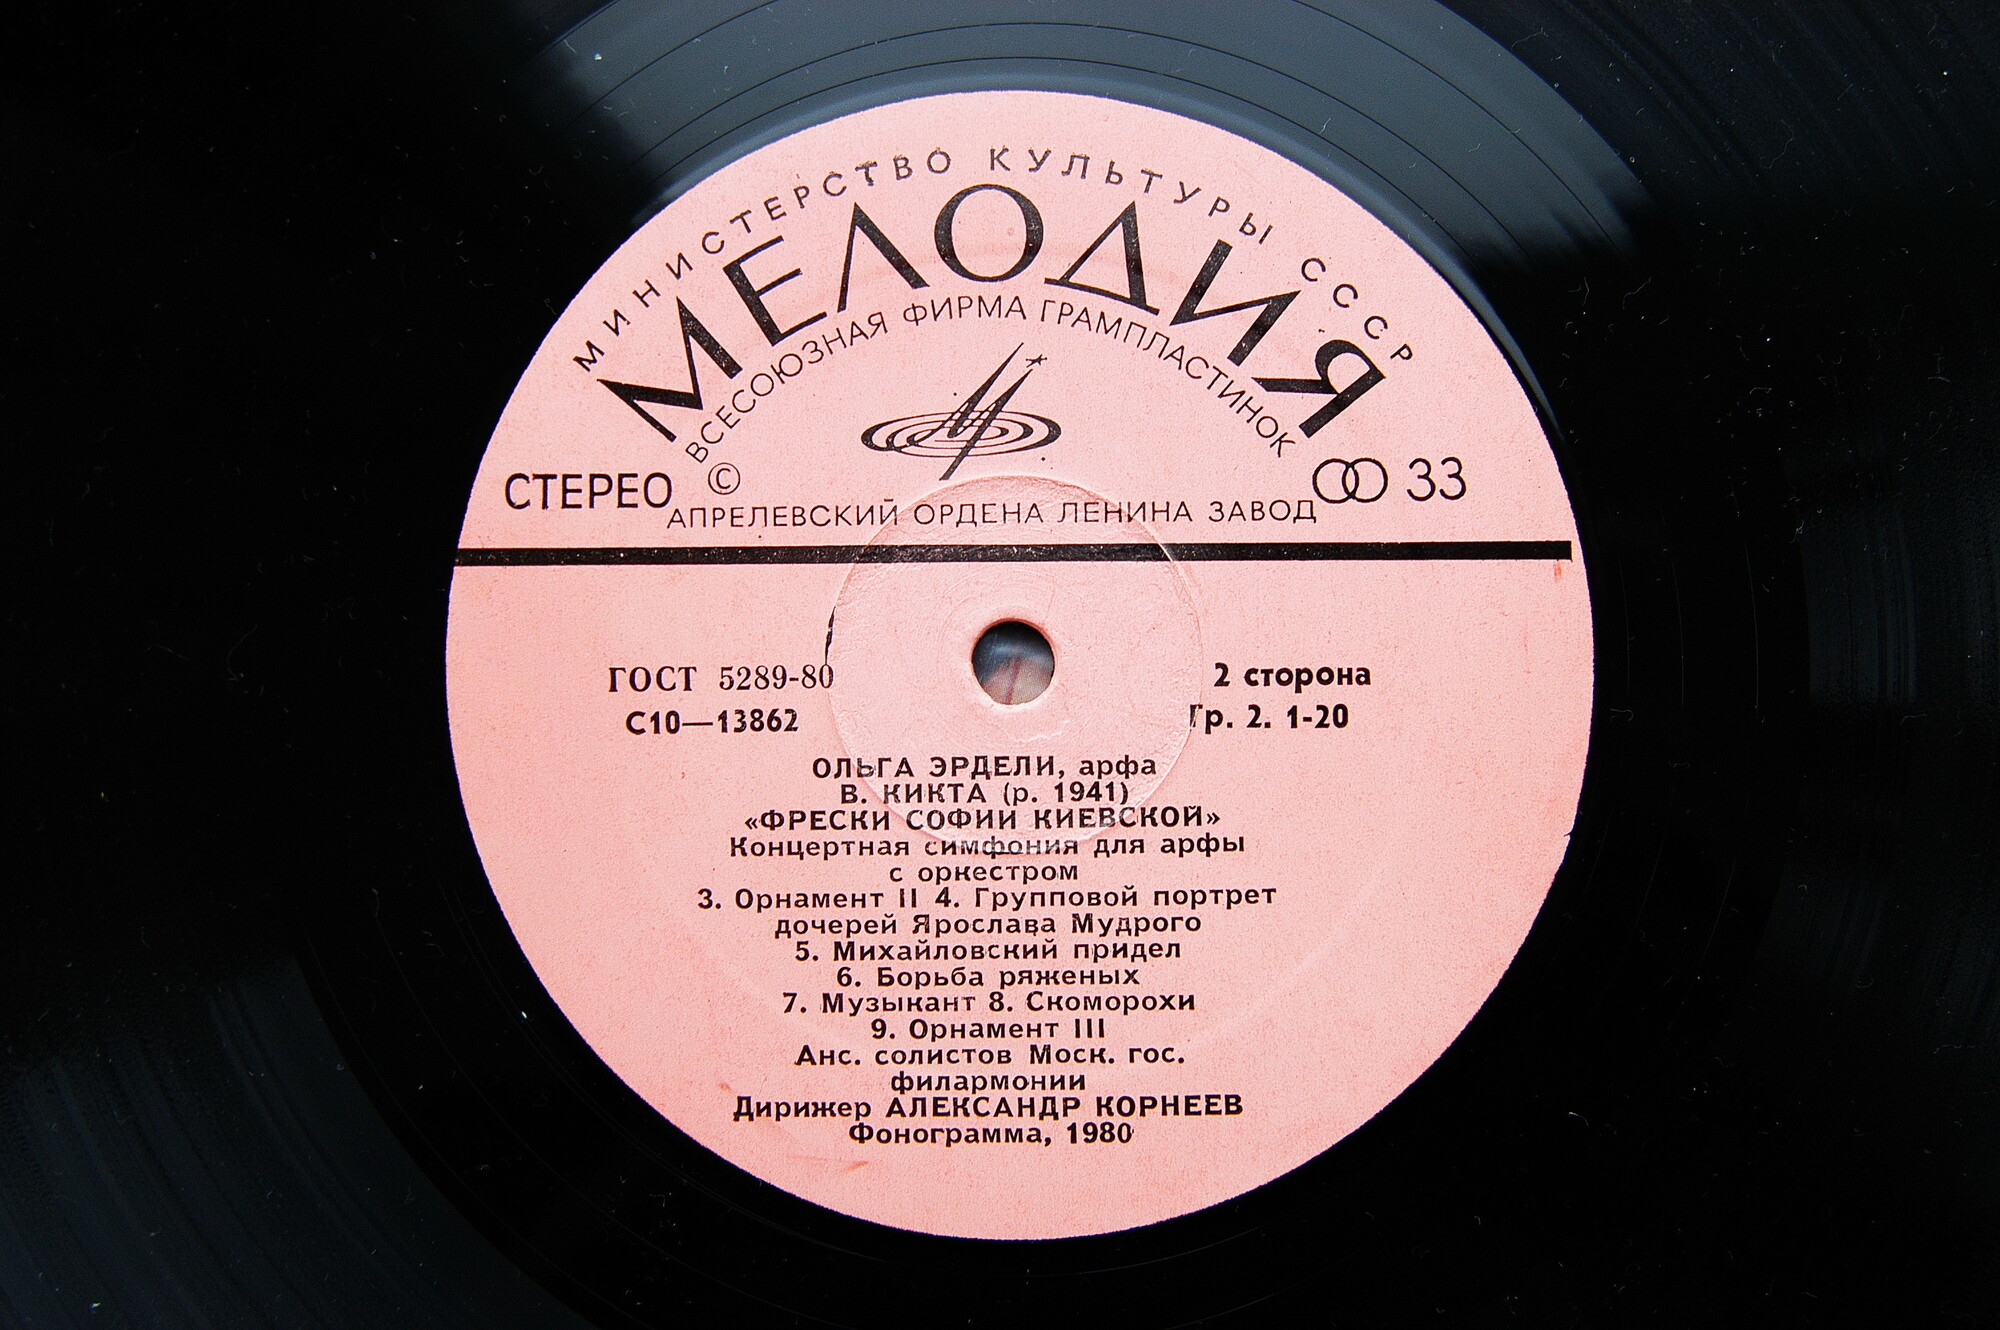 МИНИСТЕРСТВО КУЛЬТУРЫ СССР
МЕЛОДИЯ
ВСЕСОЮЗНАЯ ФИРМА ГРАМПЛАСТИНОК
СТЕРЕО © 33
АПРЕЛЕВСКИЙ ОРДЕНА ЛЕНИНА ЗАВОД
ГОСТ 5289-80 2 сторона
С10—13862 Гр. 2. 1-20
ОЛЬГА ЭРДЕЛИ, арфа
В. КИКТА (р. 1941)
«ФРЕСКИ СОФИИ КИЕВСКОЙ»
Концертная симфония для арфы
с оркестром
3. Орнамент II 4. Групповой портрет
дочерей Ярослава Мудрого
5. Михайловский придел
6. Борьба ряженых
7. Музыкант 8. Скоморохи
9. Орнамент III
Анс. солистов Моск. гос.
филармонии
Дирижер АЛЕКСАНДР КОРНЕЕВ
Фонограмма, 1980